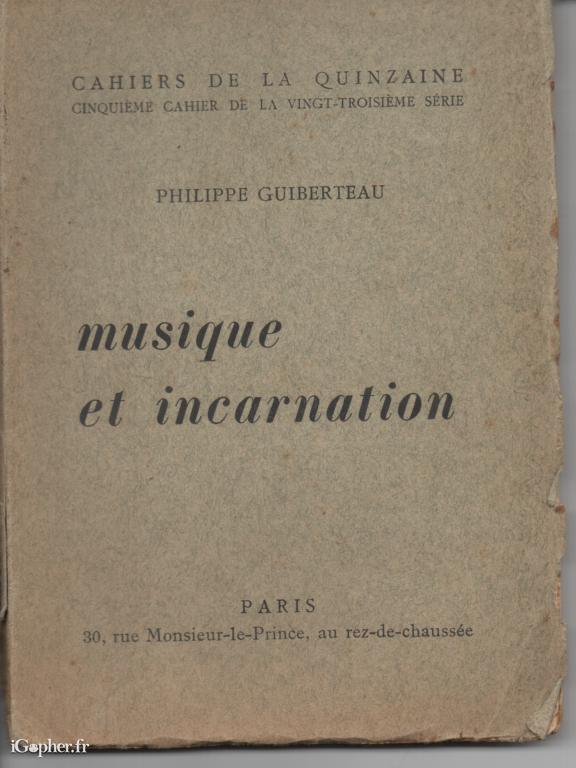 CAHIERS DE LA QUINZAINE
CINQUIÈME CAHIER DE LA VINGT-TROISIÈME SÉRIE
PHILIPPE GUIBERTEAU
musique
et incarnation
PARIS
30, rue Monsieur-le-Prince, au rez-de-chaussée
iGopher.fr